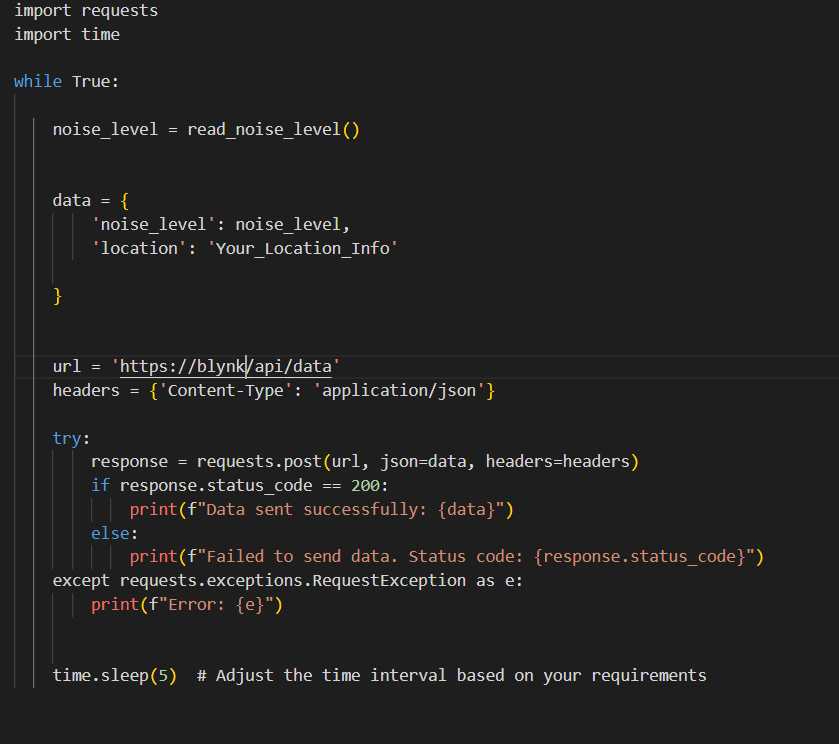 import requests
import time
while True:
noise_level = read_noise_level()
data = {
'noise_level': noise_level,
'location': 'Your_Location_Info'
}
url = 'https://blynk/api/data'
headers = {'Content-Type': 'application/json'}
try:
response = requests.post(url, json=data, headers=headers)
if response.status_code == 200:
print(f"Data sent successfully: {data}")
else:
print(f"Failed to send data. Status code: {response.status_code}")
except requests.exceptions.RequestException as e:
print(f"Error: {e}")
time.sleep(5)  # Adjust the time interval based on your requirements